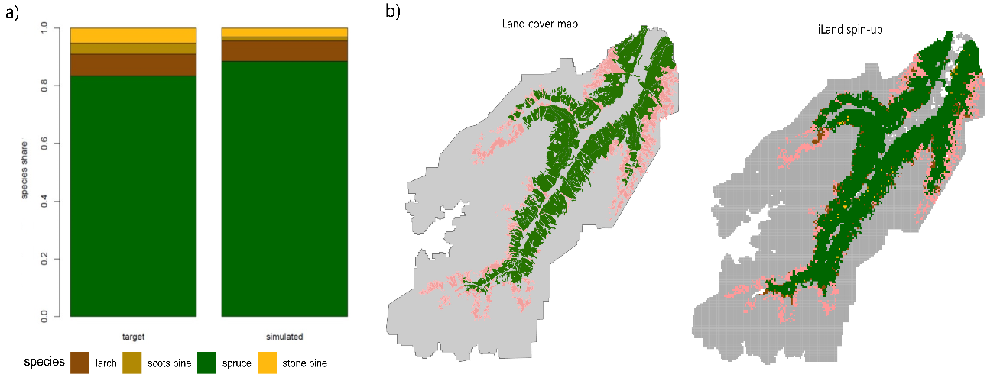 a)
b)
Land cover map
iLand spin-up
species share
1.0
0.8
0.6
0.4
0.2
0.0
target
simulated
species
larch
scots pine
spruce
stone pine